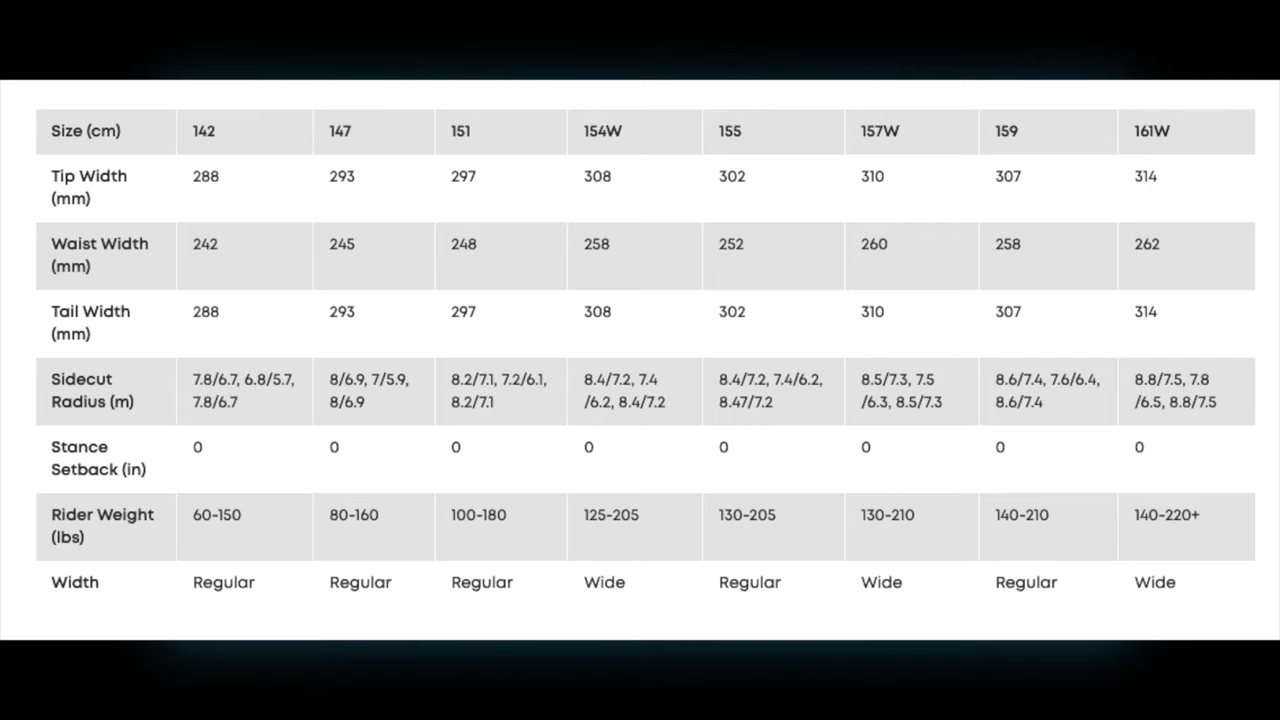 Size (cm) 142 147 151 154W 155 157W 159 161W
Tip Width 288 293 297 308 302 310 307 314
(mm)
Waist Width 242 245 248 258 252 260 258 262
(mm)
Tail Width 288 293 297 308 302 310 307 314
(mm)
Sidecut 7.8/6.7, 6.8/5.7, 8/6.9, 7/5.9, 8.2/7.1, 7.2/6.1, 8.4/7.2, 7.4 8.4/7.2, 7.4/6.2, 8.5/7.3, 7.5 8.6/7.4, 7.6/6.4, 8.8/7.5, 7.8
Radius (m) 7.8/6.7 8/6.9 8.2/7.1 /6.2, 8.4/7.2 8.47/7.2 /6.3, 8.5/7.3 8.6/7.4 /6.5, 8.8/7.5
Stance 0 0 0 0 0 0 0 0
Setback (in)
Rider Weight 60-150 80-160 100-180 125-205 130-205 130-210 140-210 140-220+
(lbs)
Width Regular Regular Regular Wide Regular Wide Regular Wide